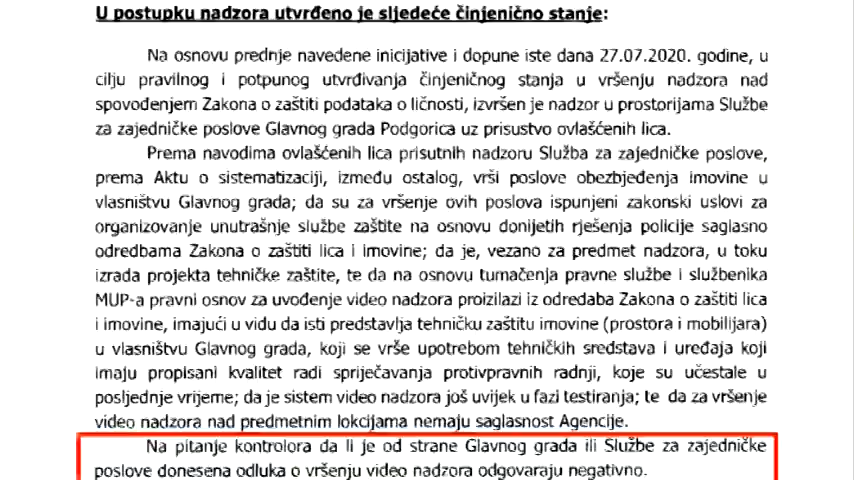 U postupku nadzora utvrđeno je sljedeće činjenično stanje:
Na osnovu prednje navedene inicijative i dopune iste dana 27.07.2020. godine, u
cilju pravilnog i potpunog utvrđivanja činjeničnog stanja u vršenju nadzora nad
spovođenjem Zakona o zaštiti podataka o ličnosti, izvršen je nadzor u prostorijama Službe
za zajedničke poslove Glavnog grada Podgorica uz prisustvo ovlašćenih lica.
Prema navodima ovlašćenih lica prisutnih nadzoru Služba za zajedničke poslove,
prema Aktu o sistematizaciji, između ostalog, vrši poslove obezbjeđenja imovine u
vlasništvu Glavnog grada; da su za vršenje ovih poslova ispunjeni zakonski uslovi za
organizovanje unutrašnje službe zaštite na osnovu donijetih rješenja policije saglasno
odredbama Zakona o zaštiti lica i imovine; da je, vezano za predmet nadzora, u toku
izrada projekta tehničke zaštite, te da na osnovu tumačenja pravne službe i službenika
MUP-a pravni osnov za uvođenje video nadzora proizilazi iz odredaba Zakona o zaštiti lica
i imovine, imajući u vidu da isti predstavlja tehničku zaštitu imovine (prostora i mobilijara)
u vlasništvu Glavnog grada, koji se vrše upotrebom tehničkih sredstava i uređaja koji
imaju propisani kvalitet radi spriječavanja protivpravnih radnji, koje su učestale u
posljednje vrijeme; da je sistem video nadzora još uvijek u fazi testiranja; te da za vršenje
video nadzora nad predmetnim lokcijama nemaju saglasnost Agencije.
Na pitanje kontrolora da li je od strane Glavnog grada ili Službe za zajedničke
poslove donesena odluka o vršenju video nadzora odgovaraju negativno.